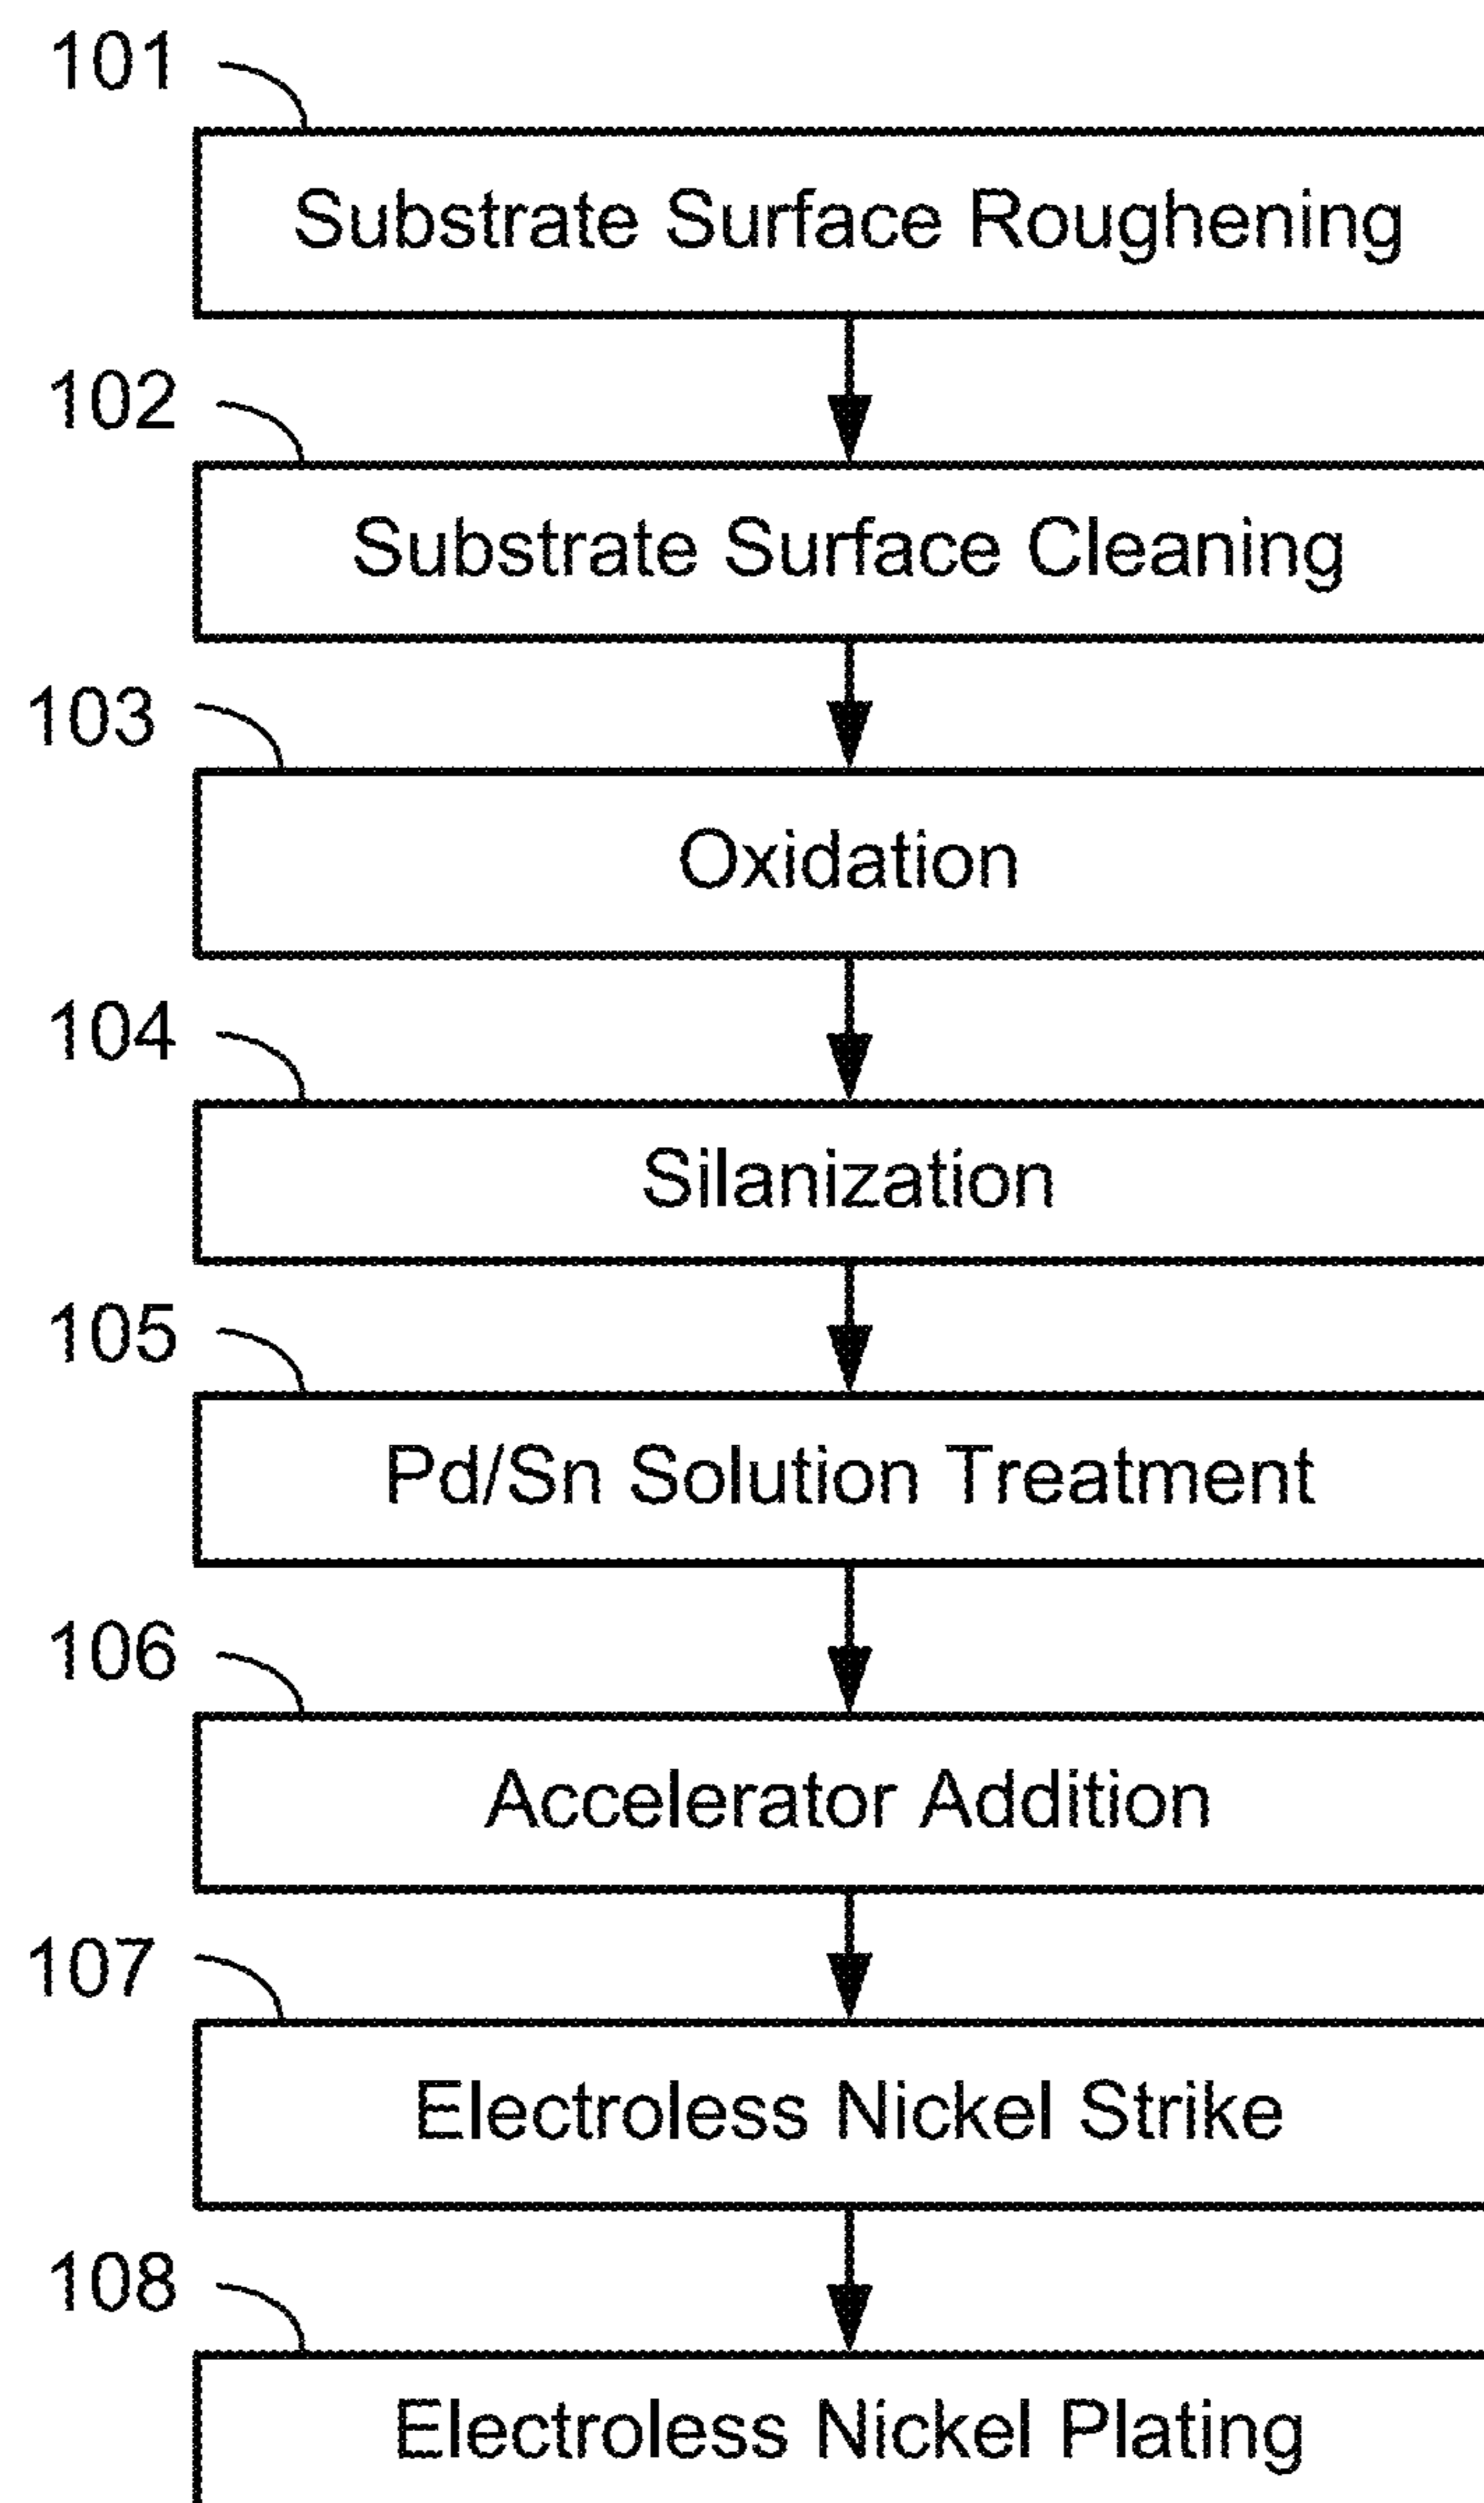 101
Substrate Surface Roughening
102
Substrate Surface Cleaning
103
Oxidation
104
Silanization
105
Pd/Sn Solution Treatment
106
Accelerator Addition
107
Electroless Nickel Strike
108
Electroless Nickel Plating